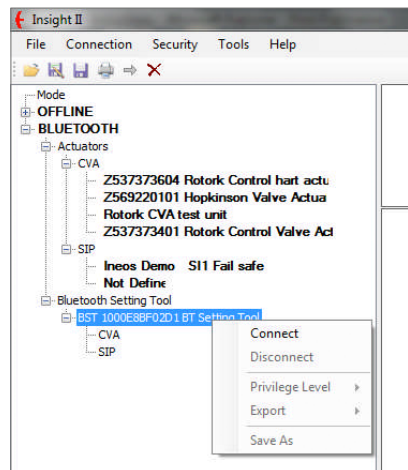 Insight II
File Connection Security Tools Help
Mode
OFFLINE
BLUETOOTH
Actuators
CVA
Z537373604 Rotork Control hart actu
Z569220101 Hopkinson Valve Actua
Rotork CVA test unit
Z537373401 Rotork Control Valve Act
SIP
Ineos Demo SI1 Fail safe
Not Define
Bluetooth Setting Tool
BST 1000E8BF02D1 BT Setting Tool
CVA
SIP
Connect
Disconnect
Privilege Level
Export
Save As